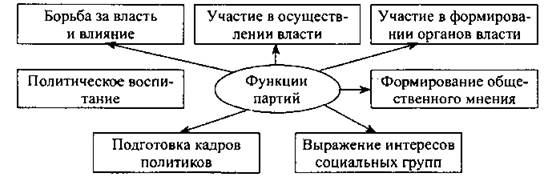 Борьба за власть
и влияние
Участие в осуществ-
лении власти
Участие в формирова-
нии органов власти
Политическое воспи-
тание
Функции
партий
Формирование обще-
ственного мнения
Подготовка кадров
политиков
Выражение интересов
социальных групп